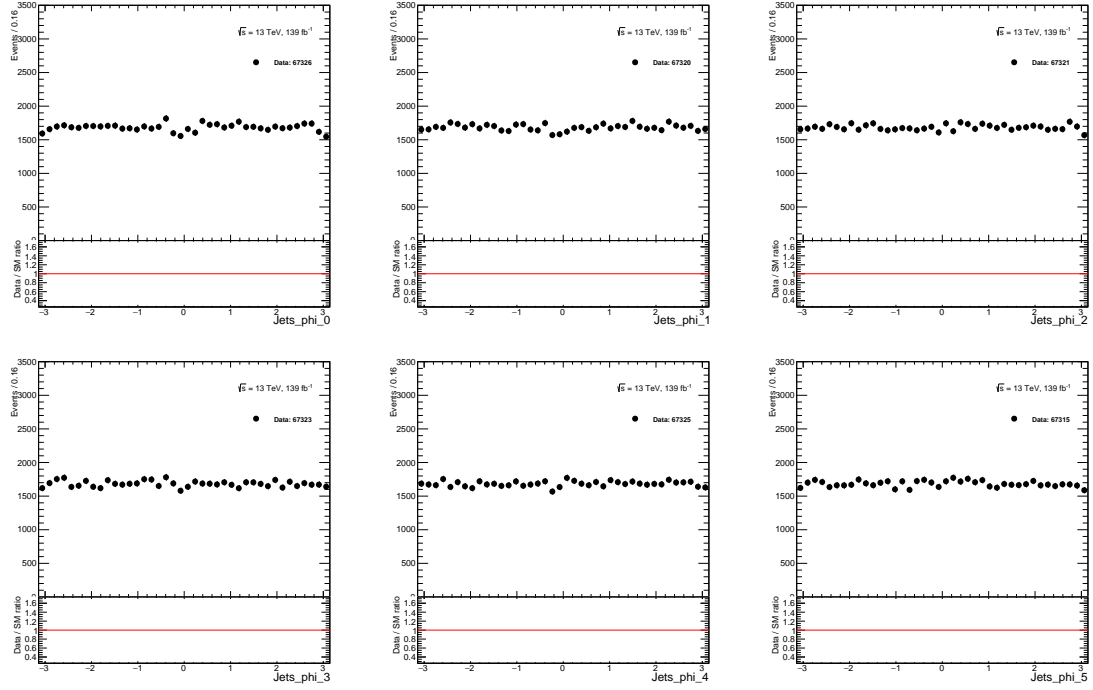 Events / 0.16
3500
3000
2500
2000
1500
1000
500
0
√s = 13 TeV, 139 fb⁻¹
Data: 67326
Data / SM ratio
1.6
1.4
1.2
1
0.8
0.6
0.4
−3 −2 −1 0 1 2 3
Jets_phi_0
Events / 0.16
3500
3000
2500
2000
1500
1000
500
0
√s = 13 TeV, 139 fb⁻¹
Data: 67320
Data / SM ratio
1.6
1.4
1.2
1
0.8
0.6
0.4
−3 −2 −1 0 1 2 3
Jets_phi_1
Events / 0.16
3500
3000
2500
2000
1500
1000
500
0
√s = 13 TeV, 139 fb⁻¹
Data: 67321
Data / SM ratio
1.6
1.4
1.2
1
0.8
0.6
0.4
−3 −2 −1 0 1 2 3
Jets_phi_2
Events / 0.16
3500
3000
2500
2000
1500
1000
500
0
√s = 13 TeV, 139 fb⁻¹
Data: 67323
Data / SM ratio
1.6
1.4
1.2
1
0.8
0.6
0.4
−3 −2 −1 0 1 2 3
Jets_phi_3
Events / 0.16
3500
3000
2500
2000
1500
1000
500
0
√s = 13 TeV, 139 fb⁻¹
Data: 67325
Data / SM ratio
1.6
1.4
1.2
1
0.8
0.6
0.4
−3 −2 −1 0 1 2 3
Jets_phi_4
Events / 0.16
3500
3000
2500
2000
1500
1000
500
0
√s = 13 TeV, 139 fb⁻¹
Data: 67315
Data / SM ratio
1.6
1.4
1.2
1
0.8
0.6
0.4
−3 −2 −1 0 1 2 3
Jets_phi_5